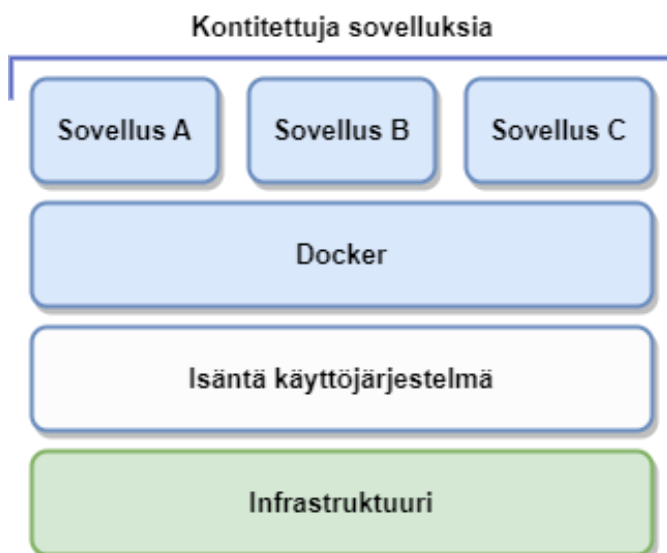 Kontitettuja sovelluksia
Sovellus A Sovellus B Sovellus C
Docker
Isäntä käyttöjärjestelmä
Infrastruktuuri